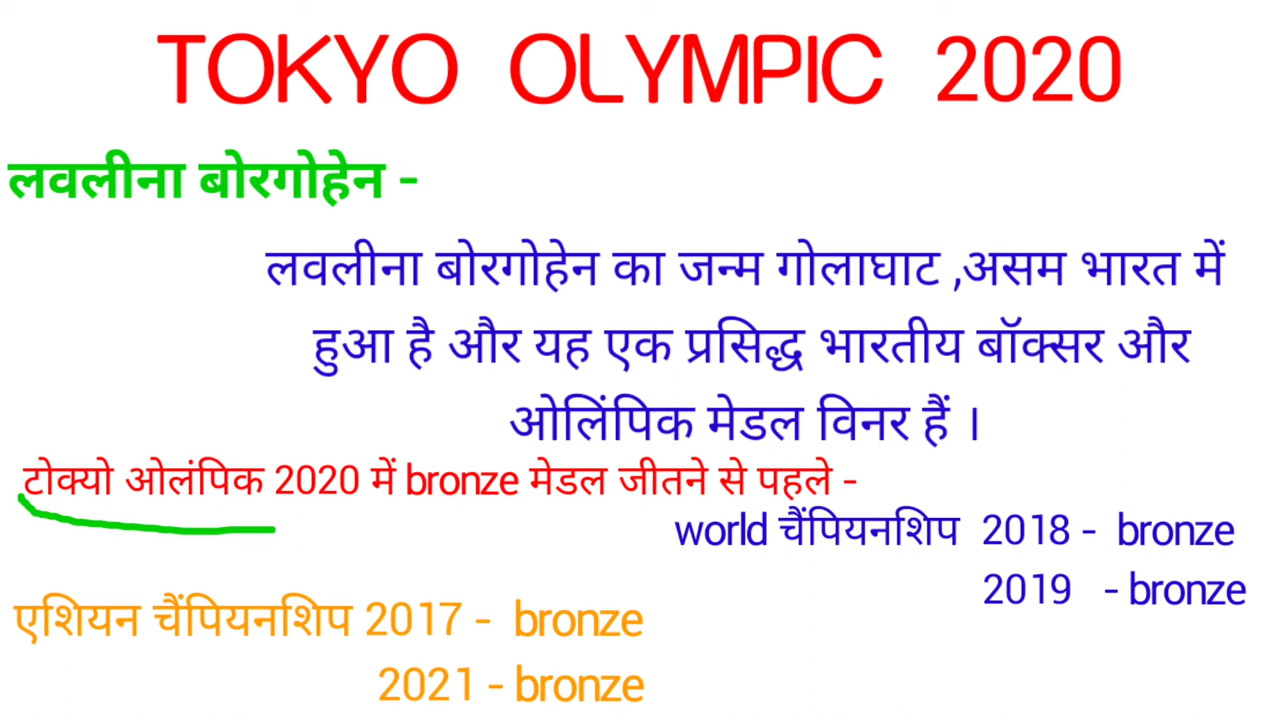 TOKYO OLYMPIC 2020
लवलीना बोरगोहेन -
लवलीना बोरगोहेन का जन्म गोलाघाट ,असम भारत में
हुआ है और यह एक प्रसिद्ध भारतीय बॉक्सर और
ओलिंपिक मेडल विनर हैं ।
टोक्यो ओलंपिक 2020 में bronze मेडल जीतने से पहले -
world चैंपियनशिप 2018 - bronze
2019 - bronze
एशियन चैंपियनशिप 2017 - bronze
2021 - bronze